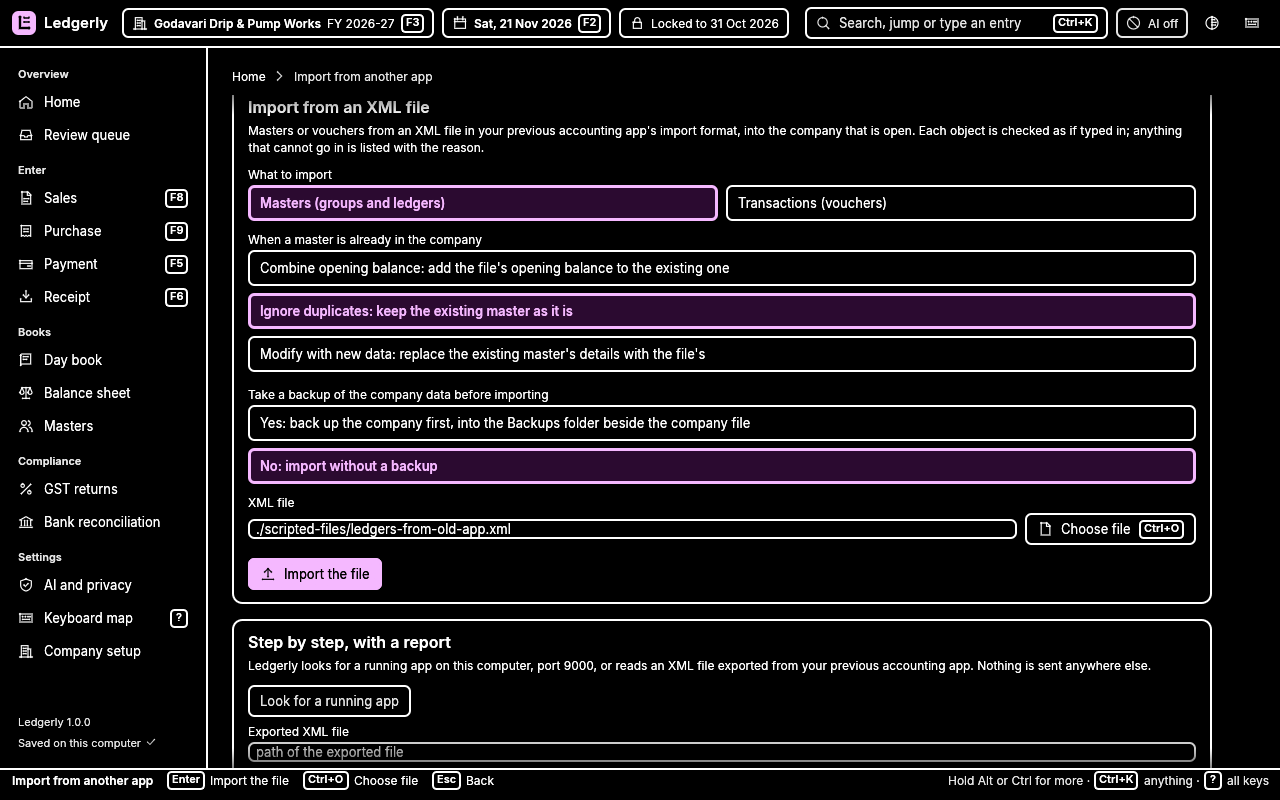 Ledgerly
Godavari Drip & Pump Works FY 2026-27 F3
Sat, 21 Nov 2026 F2
Locked to 31 Oct 2026
Search, jump or type an entry Ctrl+K
AI off
Overview
Home
Review queue
Enter
Sales F8
Purchase F9
Payment F5
Receipt F6
Books
Day book
Balance sheet
Masters
Compliance
GST returns
Bank reconciliation
Settings
AI and privacy
Keyboard map ?
Company setup
Ledgerly 1.0.0
Saved on this computer
Home Import from another app
Import from an XML file
Masters or vouchers from an XML file in your previous accounting app's import format, into the company that is open. Each object is checked as if typed in; anything
that cannot go in is listed with the reason.
What to import
Masters (groups and ledgers)
Transactions (vouchers)
When a master is already in the company
Combine opening balance: add the file's opening balance to the existing one
Ignore duplicates: keep the existing master as it is
Modify with new data: replace the existing master's details with the file's
Take a backup of the company data before importing
Yes: back up the company first, into the Backups folder beside the company file
No: import without a backup
XML file
./scripted-files/ledgers-from-old-app.xml
Choose file Ctrl+O
Import the file
Step by step, with a report
Ledgerly looks for a running app on this computer, port 9000, or reads an XML file exported from your previous accounting app. Nothing is sent anywhere else.
Look for a running app
Exported XML file
path of the exported file
Import from another app Enter Import the file Ctrl+O Choose file Esc Back
Hold Alt or Ctrl for more · Ctrl+K anything · ? all keys